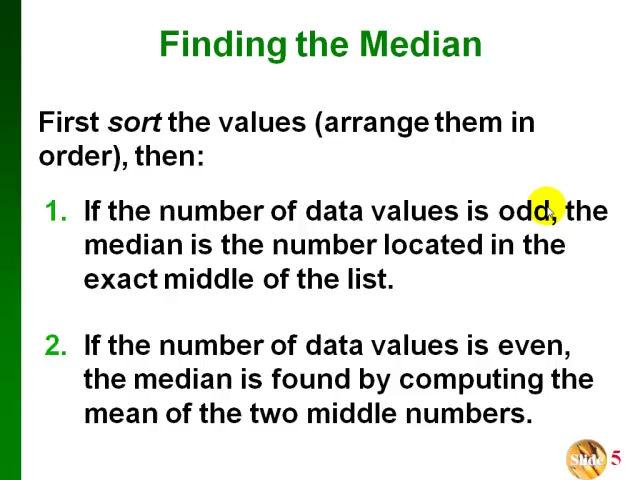 Finding the Median
First sort the values (arrange them in
order), then:
1. If the number of data values is odd, the
median is the number located in the
exact middle of the list.
2. If the number of data values is even,
the median is found by computing the
mean of the two middle numbers.
Slide 5